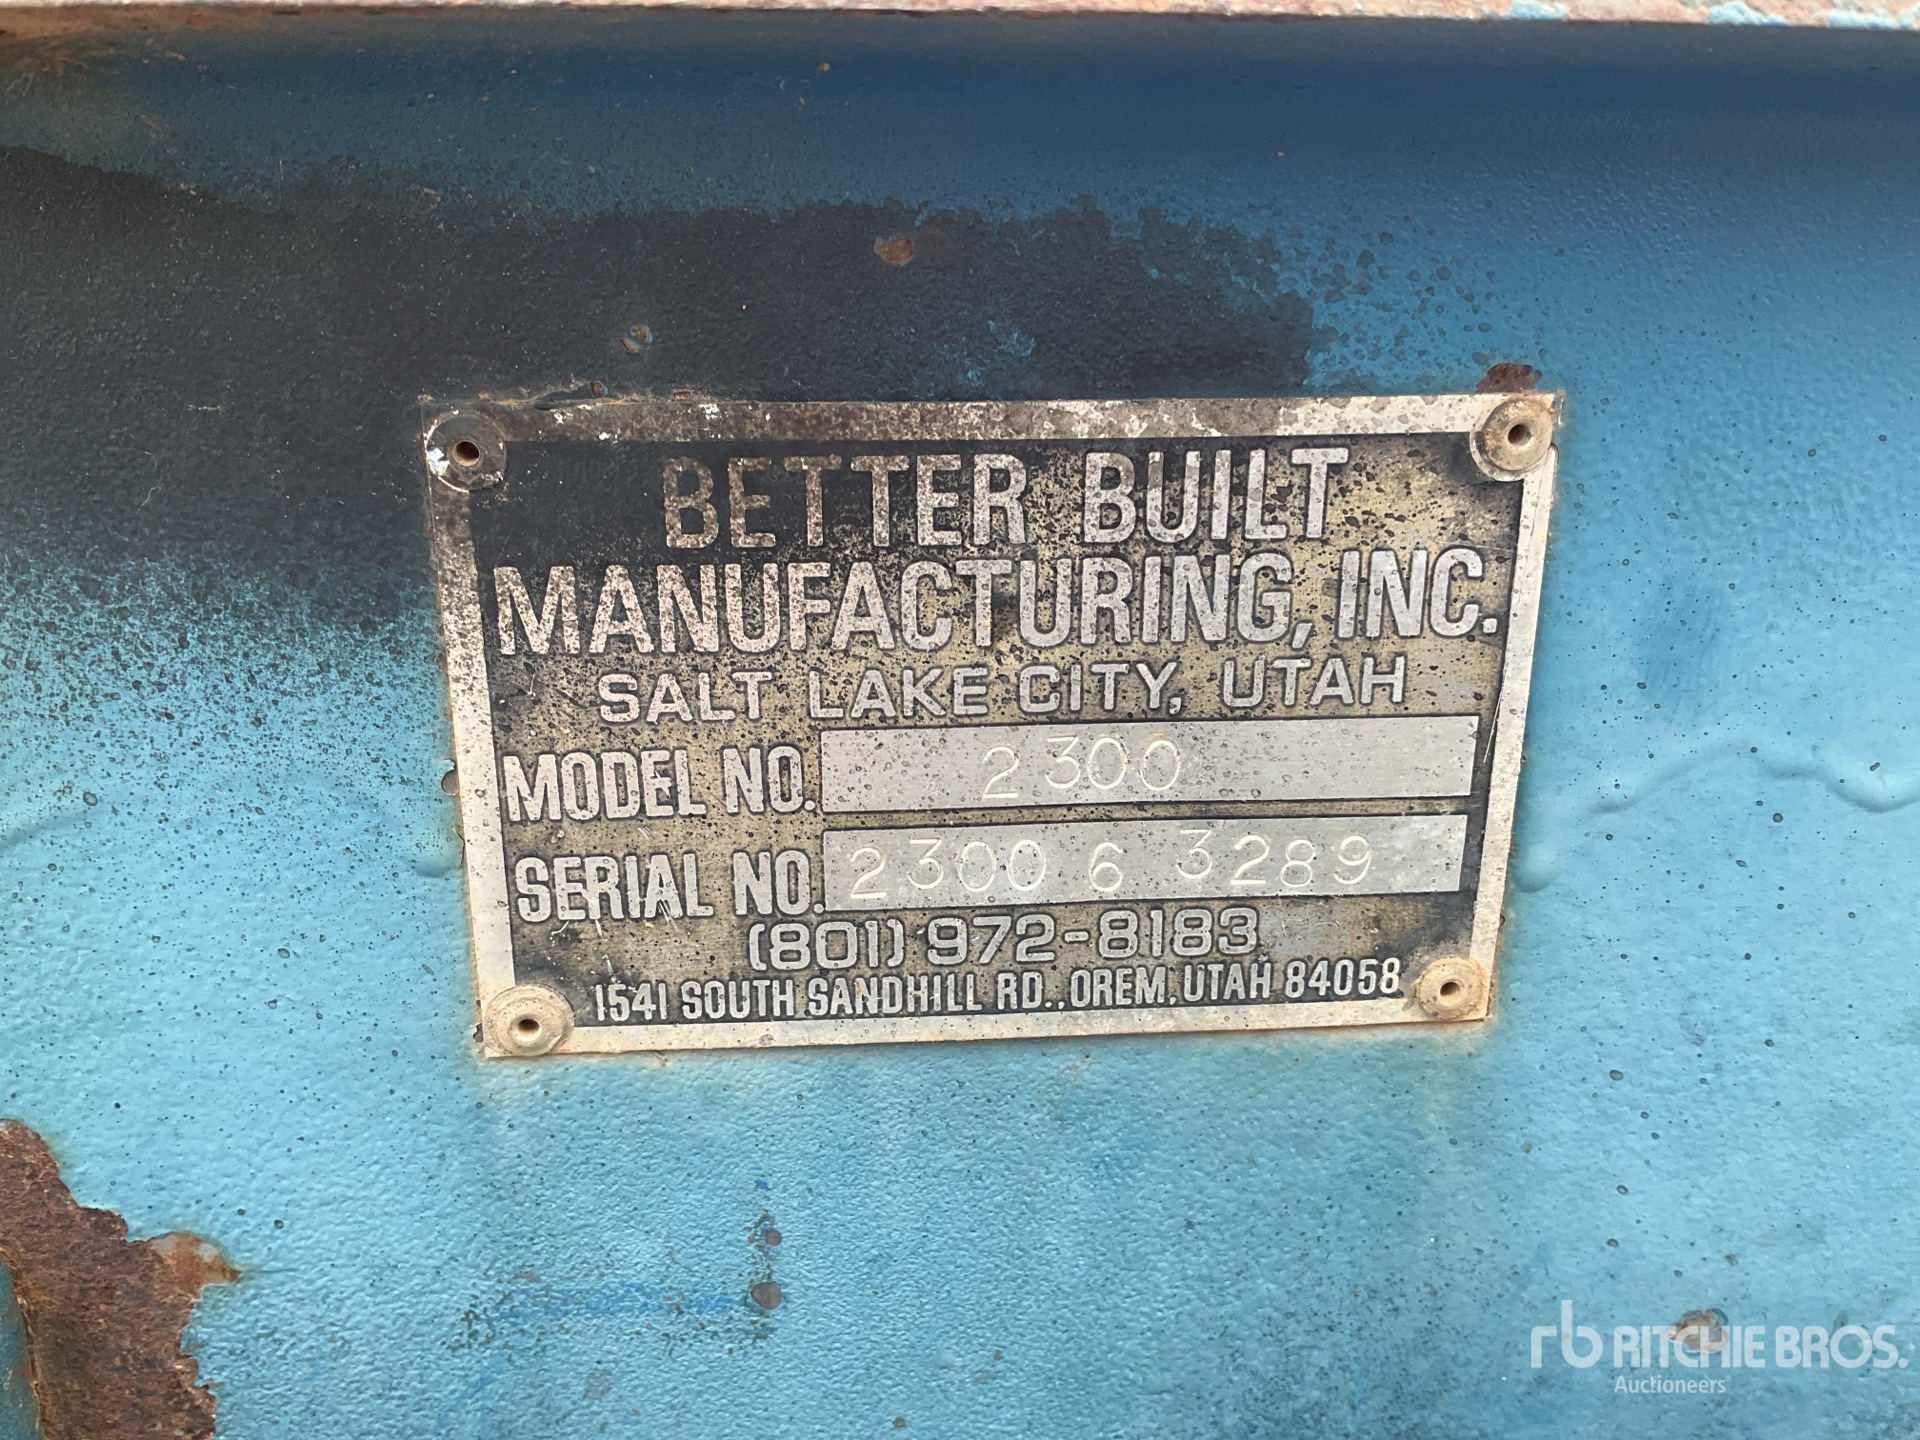 BETTER BUILT
MANUFACTURING, INC.
SALT LAKE CITY, UTAH
MODEL NO. 2300
SERIAL NO. 2300 6 3289
(801) 972-8183
1541 SOUTH SANDHILL RD., OREM, UTAH 84058
rb RITCHIE BROS.
Auctioneers